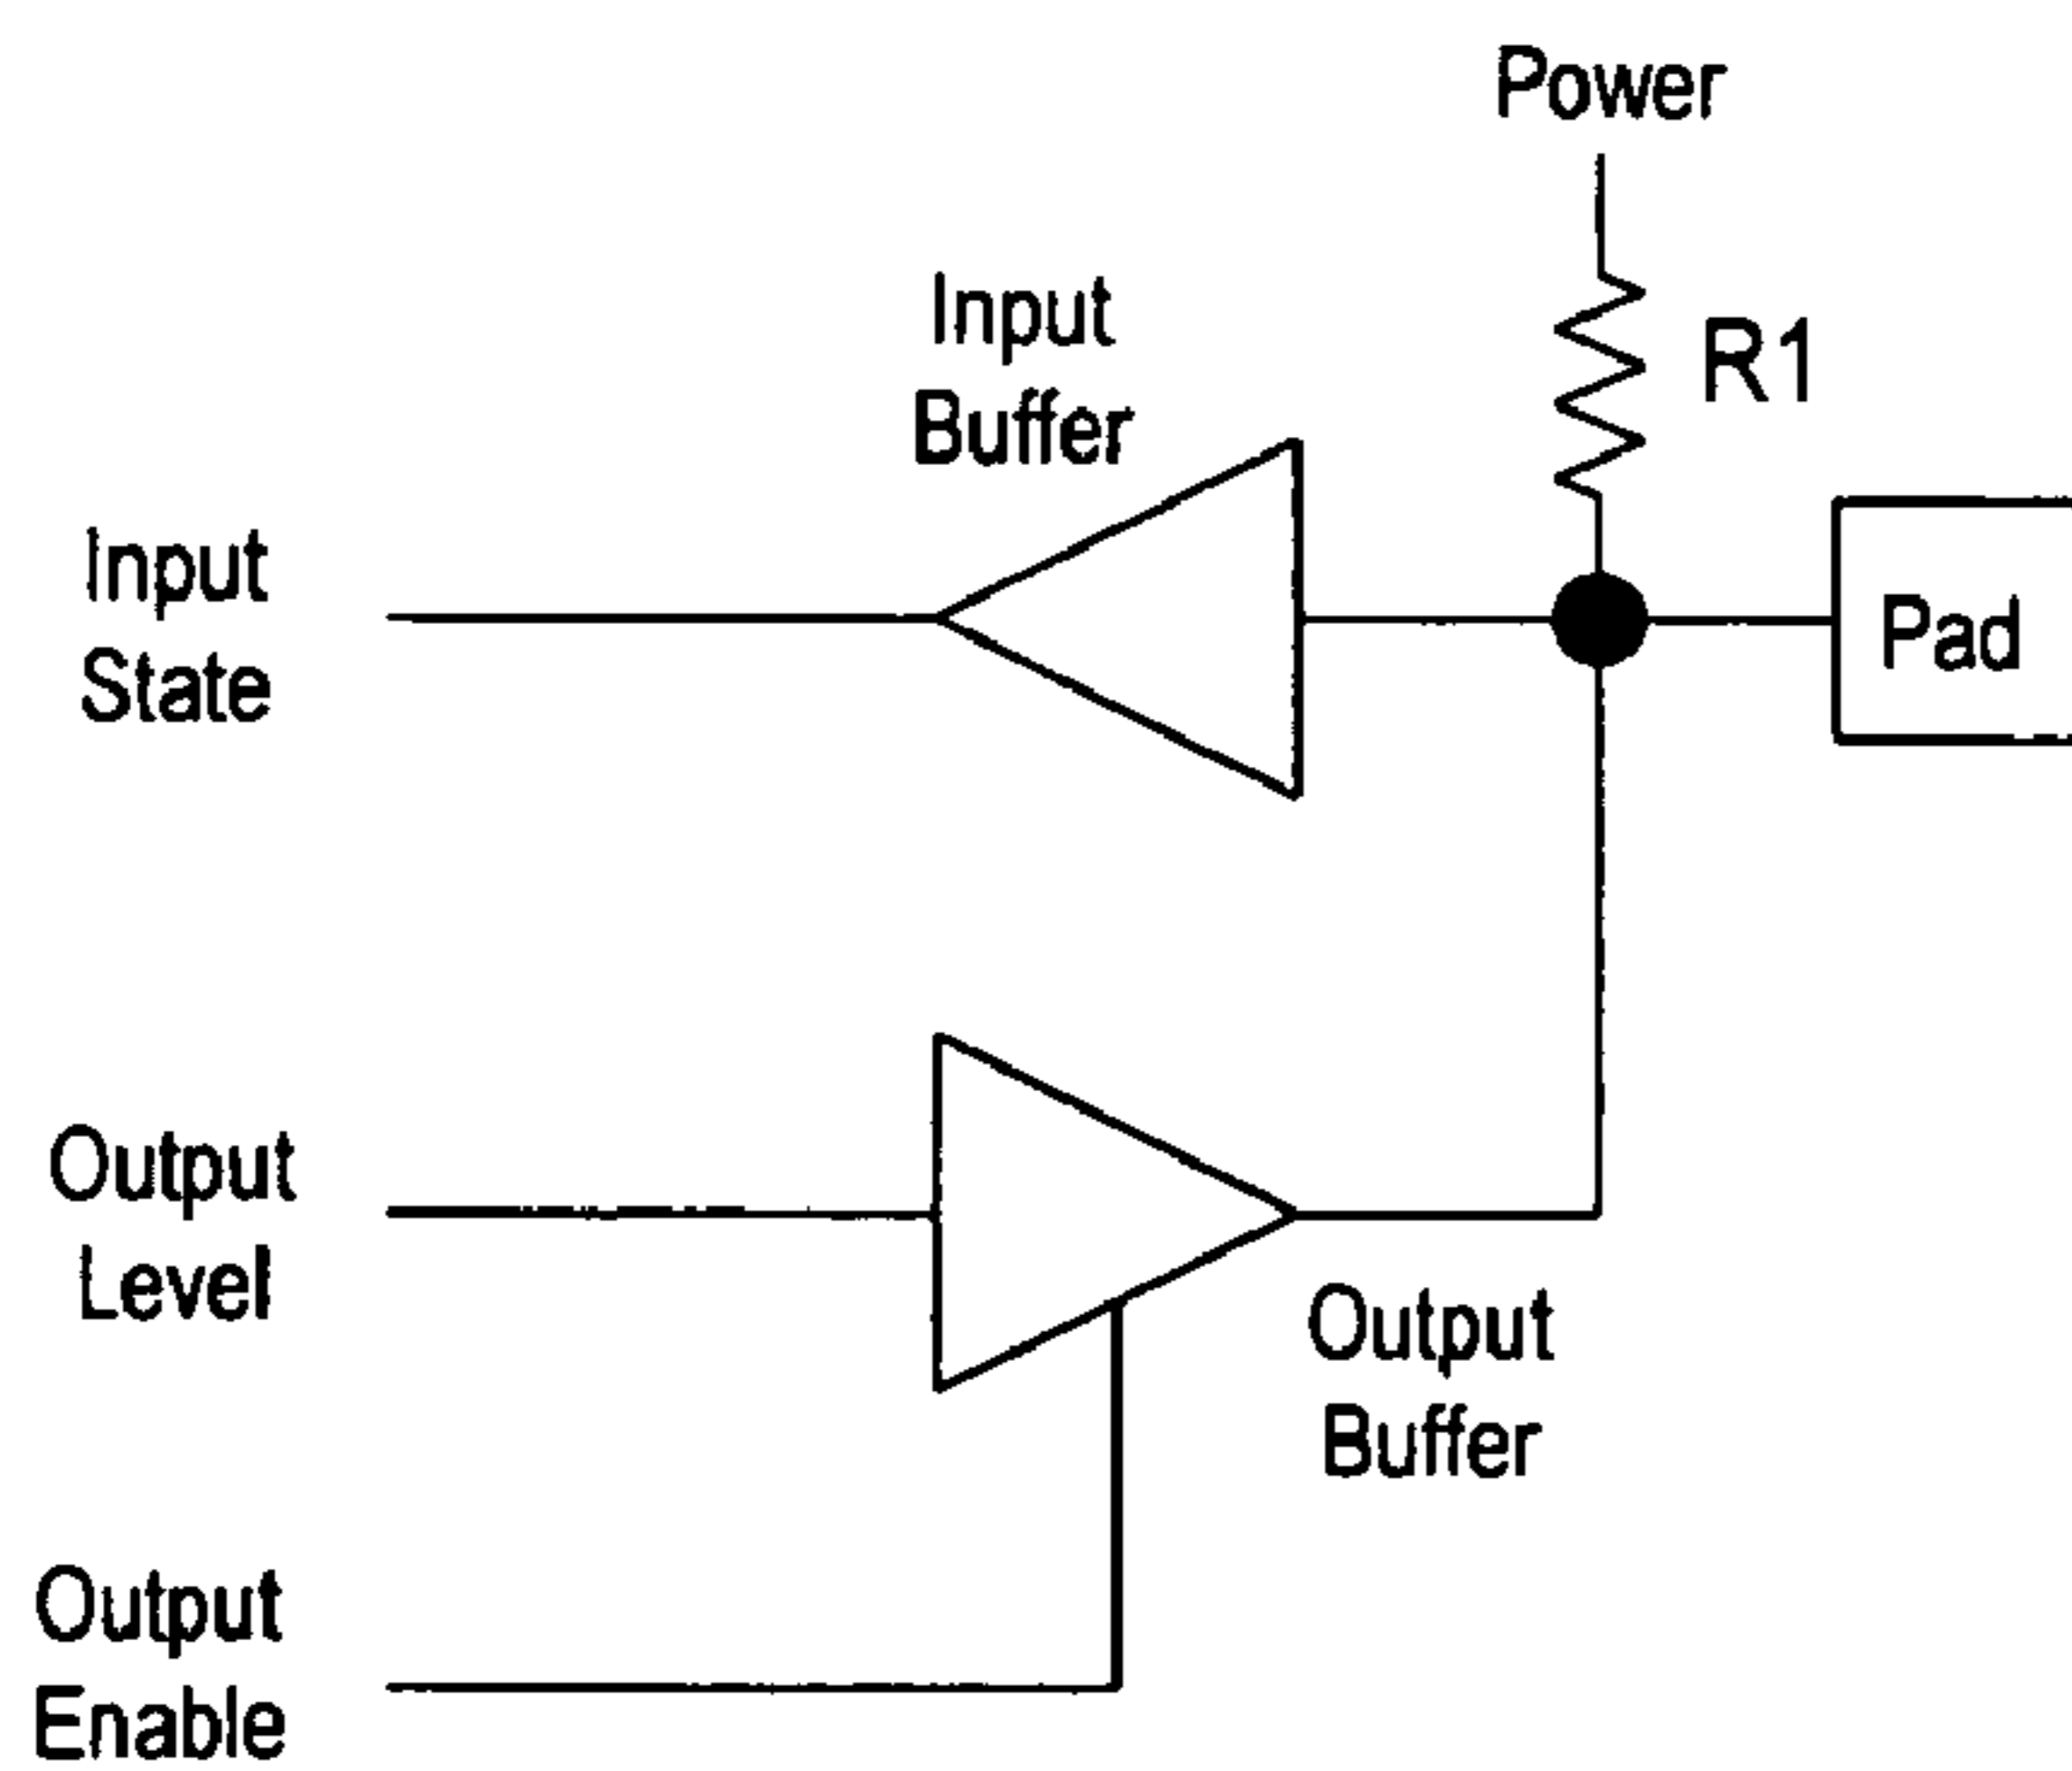 Power
Input
Buffer
R1
Input
State
Pad
Output
Level
Output
Buffer
Output
Enable